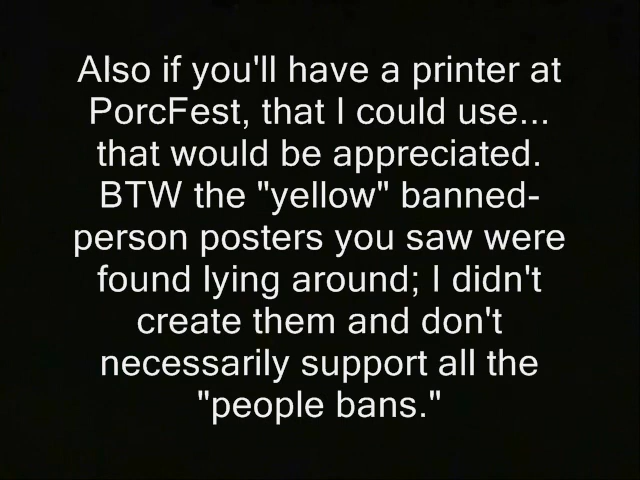 Also if you'll have a printer at
PorcFest, that I could use...
that would be appreciated.
BTW the "yellow" banned-
person posters you saw were
found lying around; I didn't
create them and don't
necessarily support all the
"people bans."